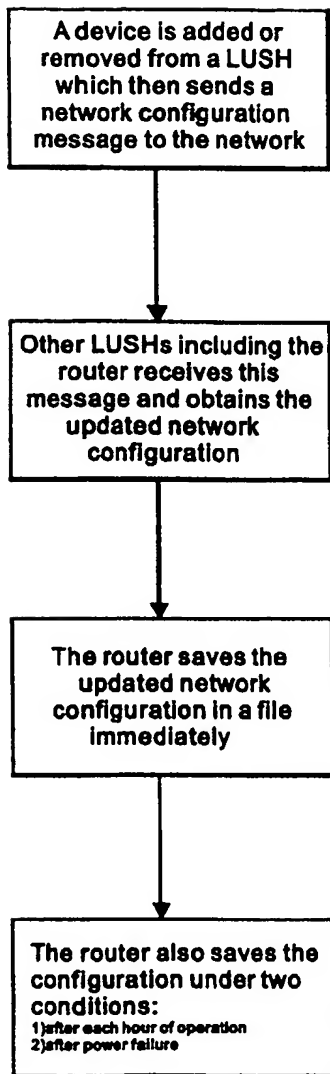 A device is added or
removed from a LUSH
which then sends a
network configuration
message to the network
Other LUSHs including the
router receives this
message and obtains the
updated network
configuration
The router saves the
updated network
configuration in a file
immediately
The router also saves the
configuration under two
conditions:
1)after each hour of operation
2)after power failure